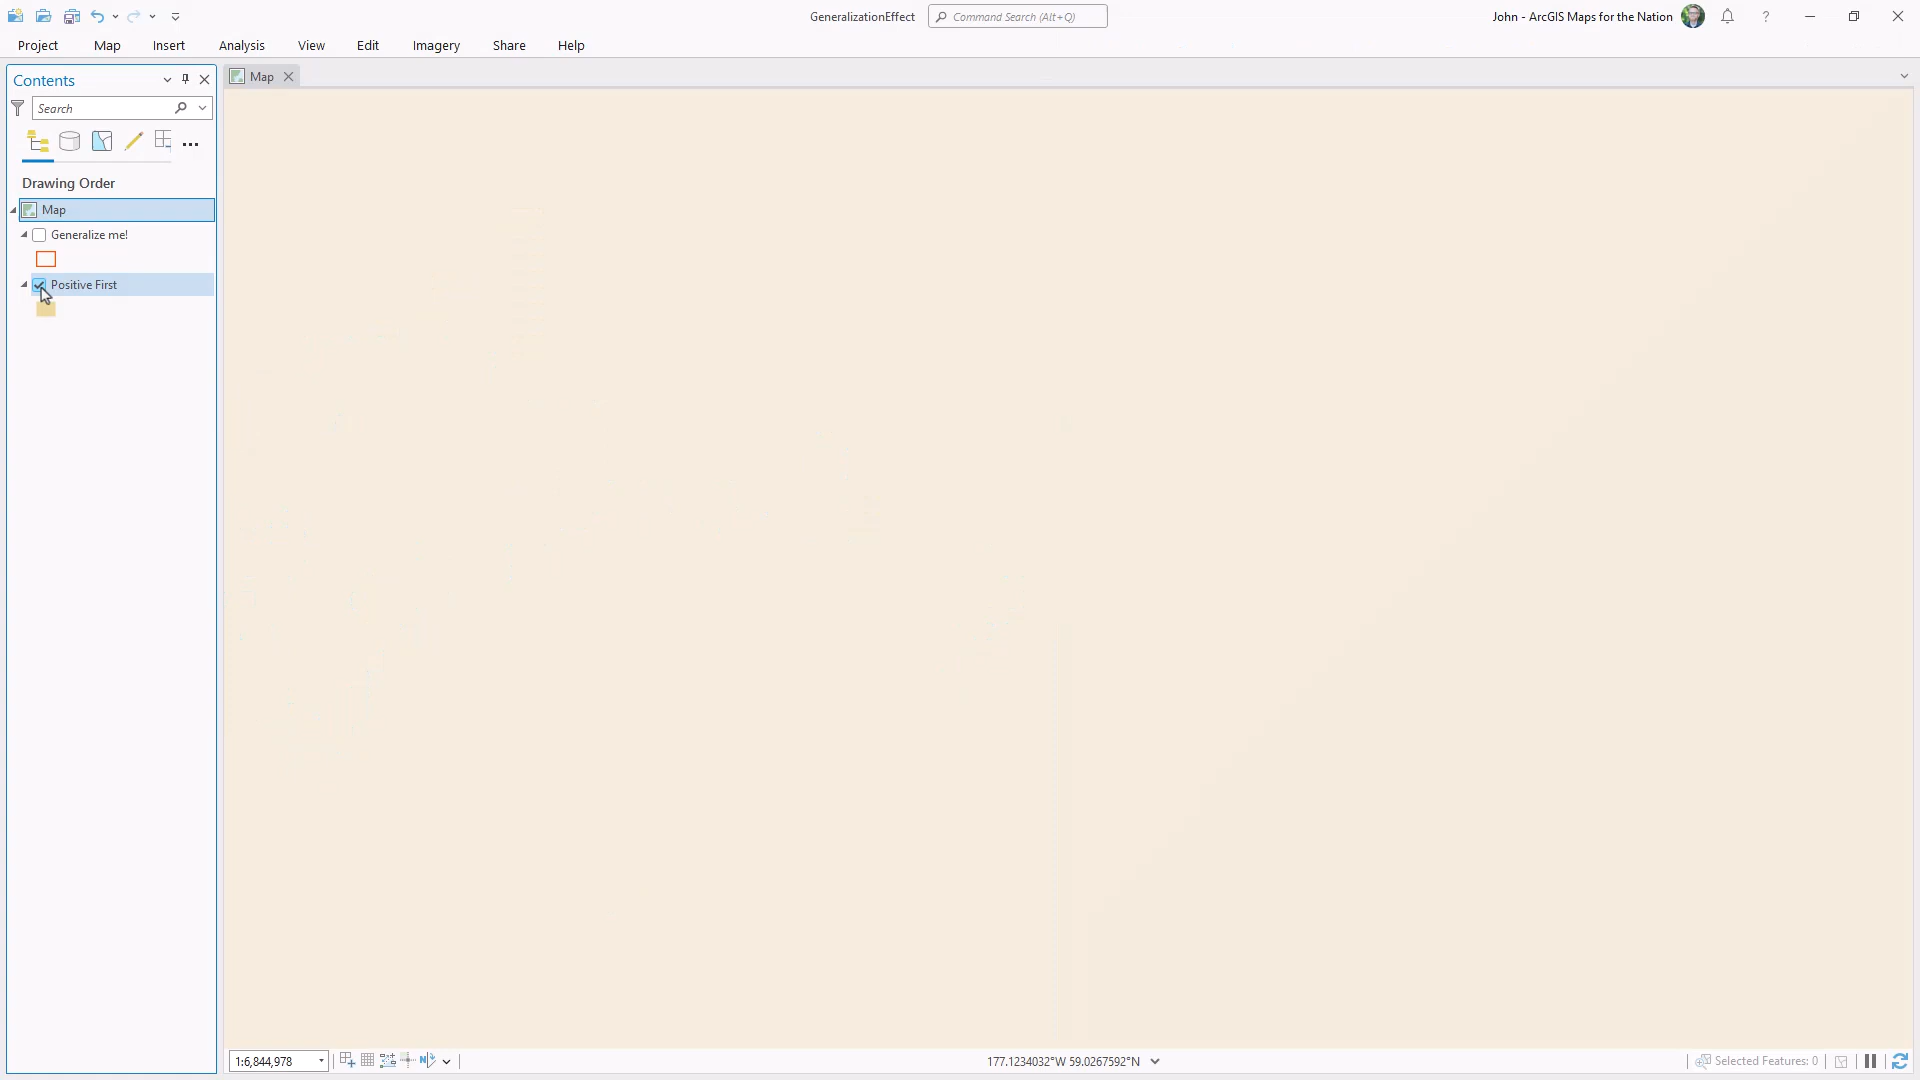 GeneralizationEffect
Command Search (Alt+Q)
John - ArcGIS Maps for the Nation
?
Project
Map
Insert
Analysis
View
Edit
Imagery
Share
Help
Contents
Map
Search
Drawing Order
Map
Generalize me!
Positive First
1:6,844,978
177.1234032°W 59.0267592°N
Selected Features: 0